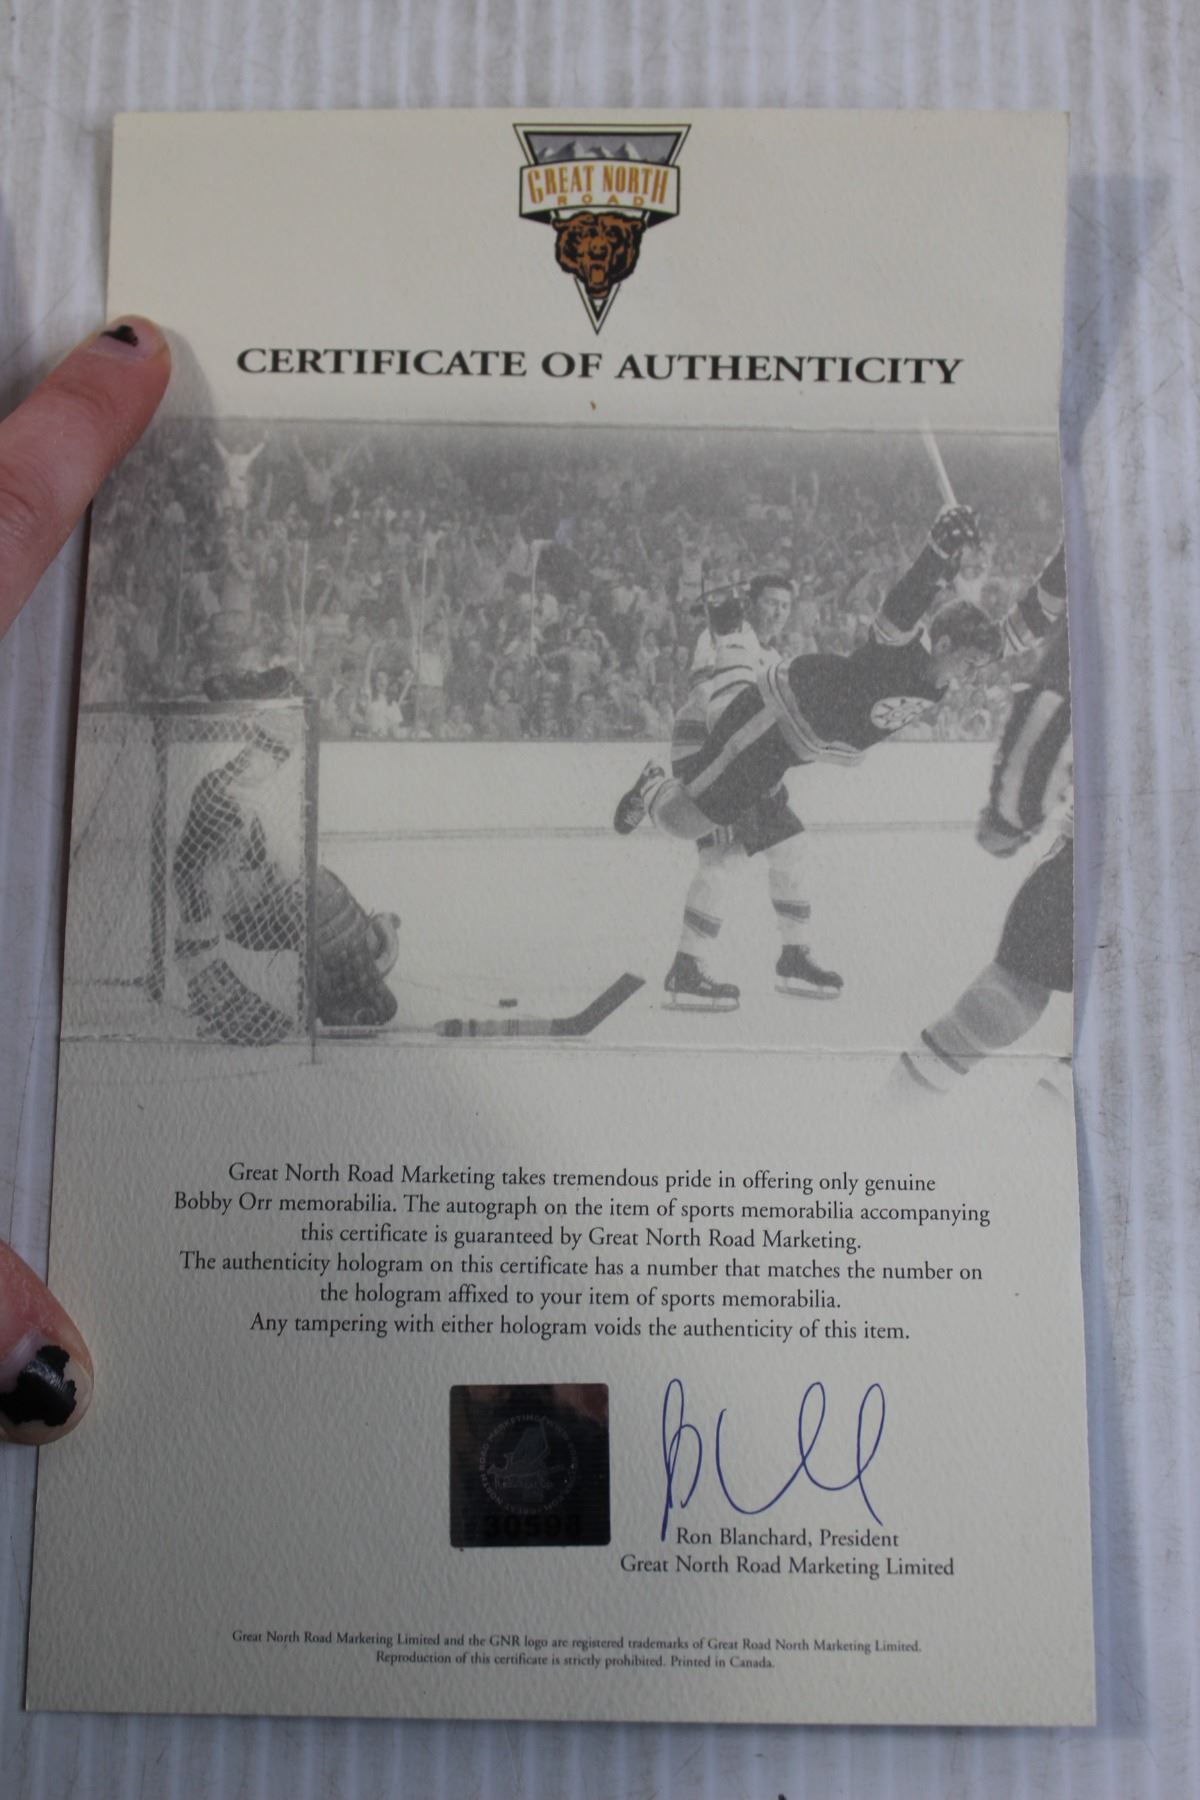 GREAT NORTH
ROAD
CERTIFICATE OF AUTHENTICITY
Great North Road Marketing takes tremendous pride in offering only genuine
Bobby Orr memorabilia. The autograph on the item of sports memorabilia accompanying
this certificate is guaranteed by Great North Road Marketing.
The authenticity hologram on this certificate has a number that matches the number on
the hologram affixed to your item of sports memorabilia.
Any tampering with either hologram voids the authenticity of this item.
30598
Ron Blanchard, President
Great North Road Marketing Limited
Great North Road Marketing Limited and the GNR logo are registered trademarks of Great Road North Marketing Limited.
Reproduction of this certificate is strictly prohibited. Printed in Canada.